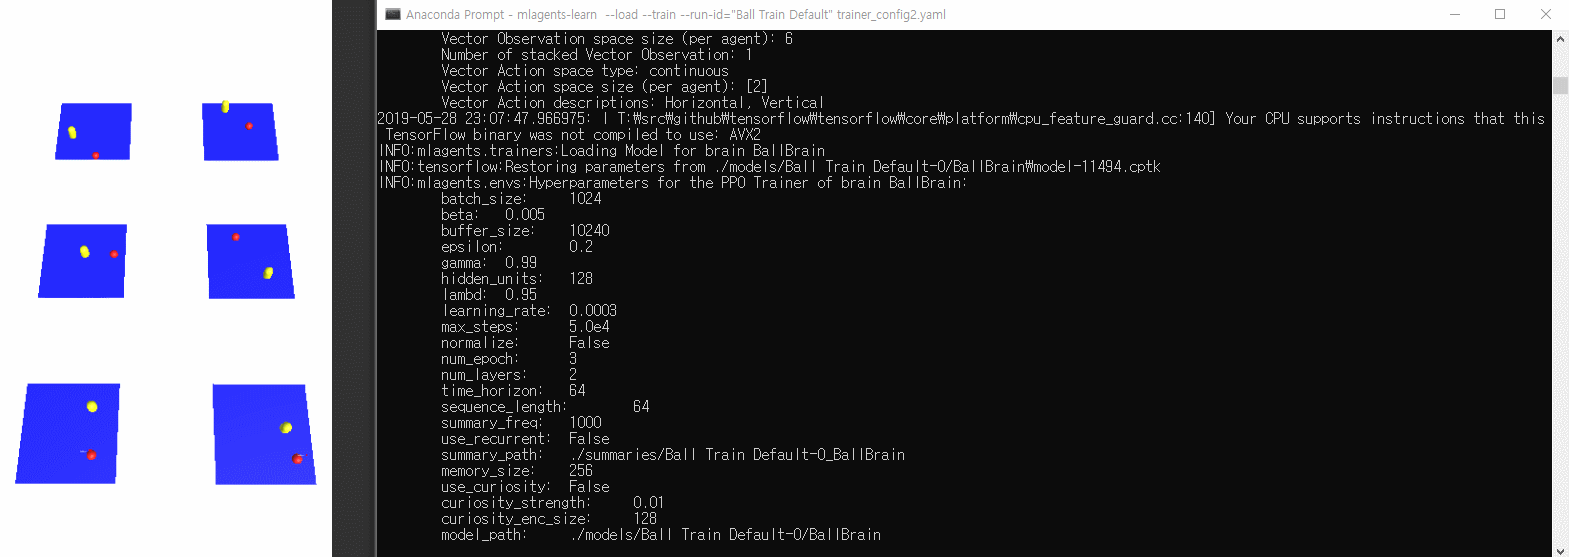 Anaconda Prompt - mlagents-learn  --load --train --run-id="Ball Train Default" trainer_config2.yaml
Vector Observation space size (per agent): 6
Number of stacked Vector Observation: 1
Vector Action space type: continuous
Vector Action space size (per agent): [2]
Vector Action descriptions: Horizontal, Vertical
2019-05-28 23:07:47.966975: I T:₩src₩github₩tensorflow₩tensorflow₩core₩platform₩cpu_feature_guard.cc:140] Your CPU supports instructions that this
TensorFlow binary was not compiled to use: AVX2
INFO:mlagents.trainers:Loading Model for brain BallBrain
INFO:tensorflow:Restoring parameters from ./models/Ball Train Default-0/BallBrain₩model-11494.cptk
INFO:mlagents.envs:Hyperparameters for the PPO Trainer of brain BallBrain:
batch_size: 1024
beta: 0.005
buffer_size: 10240
epsilon: 0.2
gamma: 0.99
hidden_units: 128
lambd: 0.95
learning_rate: 0.0003
max_steps: 5.0e4
normalize: False
num_epoch: 3
num_layers: 2
time_horizon: 64
sequence_length: 64
summary_freq: 1000
use_recurrent: False
summary_path: ./summaries/Ball Train Default-0_BallBrain
memory_size: 256
use_curiosity: False
curiosity_strength: 0.01
curiosity_enc_size: 128
model_path: ./models/Ball Train Default-0/BallBrain